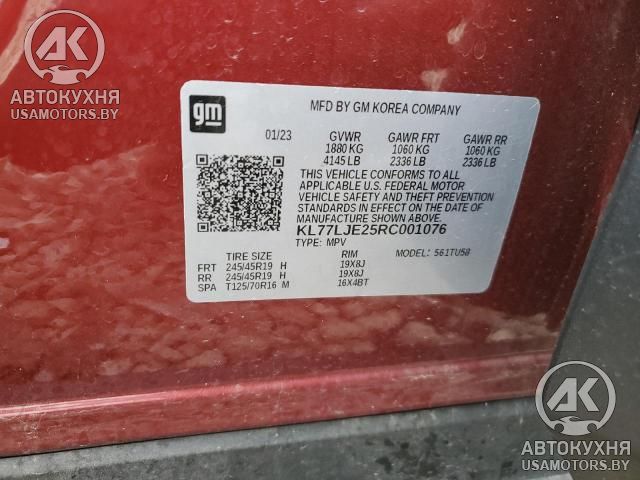 AK
АВТОКУХНЯ
USAMOTORS.BY
gm
MFD BY GM KOREA COMPANY
01/23 GVWR GAWR FRT GAWR RR
1880 KG 1060 KG 1060 KG
4145 LB 2336 LB 2336 LB
THIS VEHICLE CONFORMS TO ALL
APPLICABLE U.S. FEDERAL MOTOR
VEHICLE SAFETY AND THEFT PREVENTION
STANDARDS IN EFFECT ON THE DATE OF
MANUFACTURE SHOWN ABOVE.
KL77LJE25RC001076
TYPE: MPV MODEL: 561TU58
TIRE SIZE RIM
FRT 245/45R19 H 19X8J
RR 245/45R19 H 19X8J
SPA T125/70R16 M 16X4BT
AK
АВТОКУХНЯ
USAMOTORS.BY